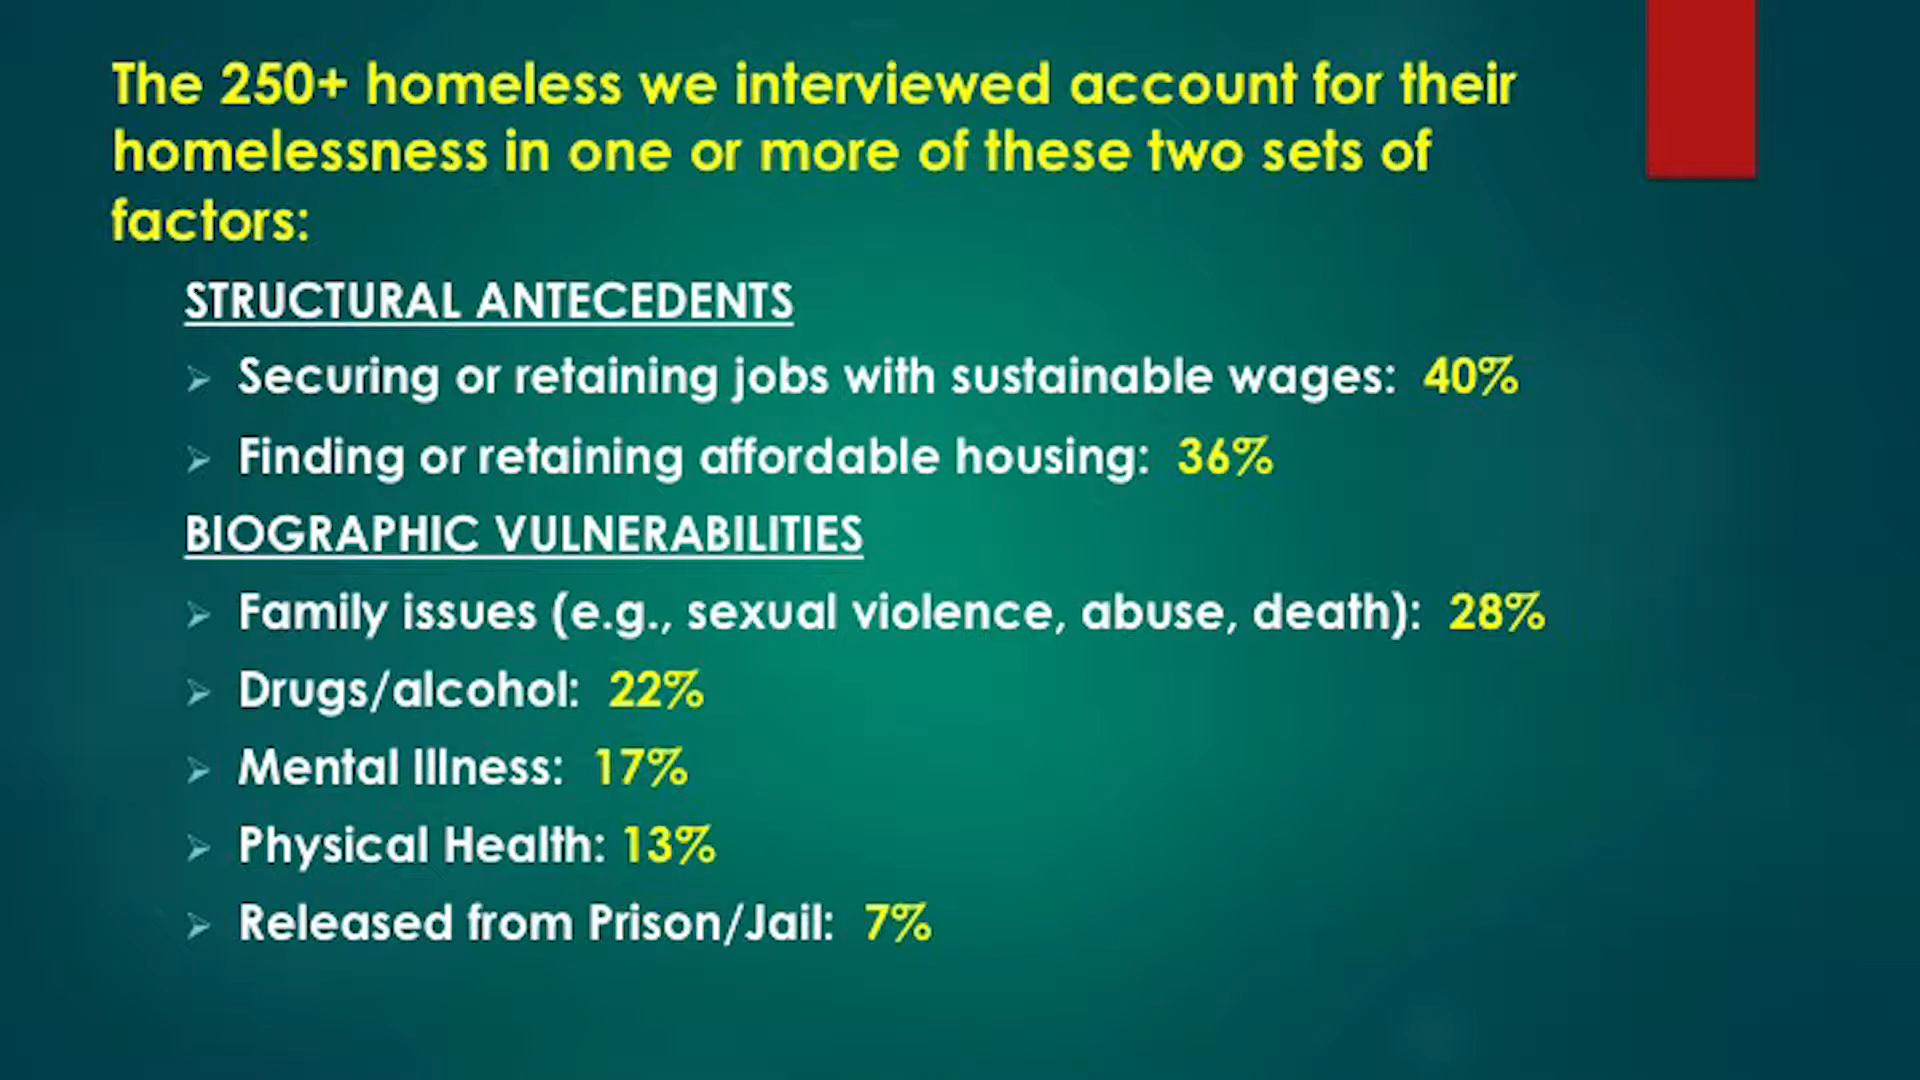 The 250+ homeless we interviewed account for their
homelessness in one or more of these two sets of
factors:
STRUCTURAL ANTECEDENTS
Securing or retaining jobs with sustainable wages: 40%
Finding or retaining affordable housing: 36%
BIOGRAPHIC VULNERABILITIES
Family issues (e.g., sexual violence, abuse, death): 28%
Drugs/alcohol: 22%
Mental Illness: 17%
Physical Health: 13%
Released from Prison/Jail: 7%